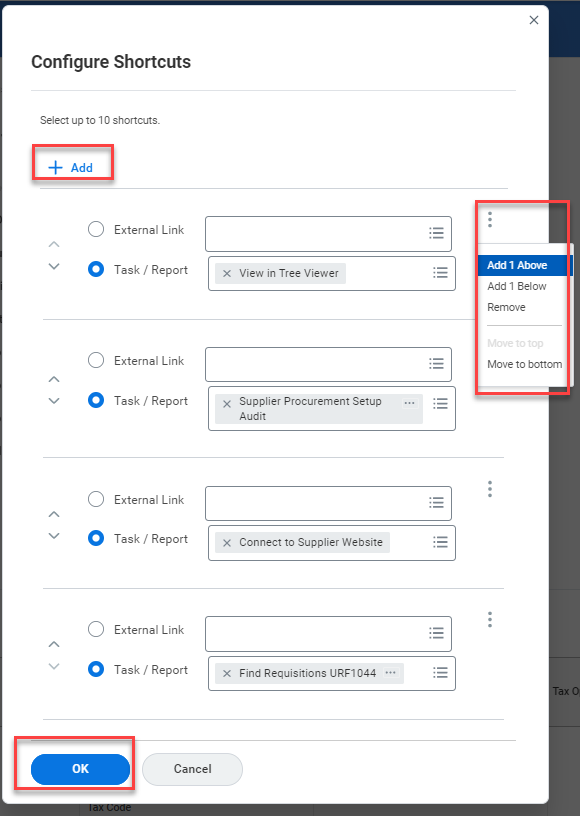 Configure Shortcuts
Select up to 10 shortcuts.
Add
External Link
Task / Report
View in Tree Viewer
Add 1 Above
Add 1 Below
Remove
Move to top
Move to bottom
External Link
Task / Report
Supplier Procurement Setup
Audit
External Link
Task / Report
Connect to Supplier Website
External Link
Task / Report
Find Requisitions URF1044
Tax O
OK
Cancel
Tax Code